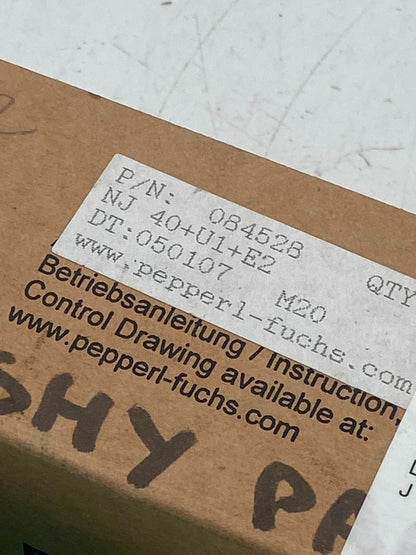 P/N: 084528 QTY
NJ 40+U1+E2
DT:050107 M20
www.pepperl-fuchs.com
Betriebsanleitung / Instruction,
Control Drawing available at:
www.pepperl-fuchs.com
SHY PA
L
J